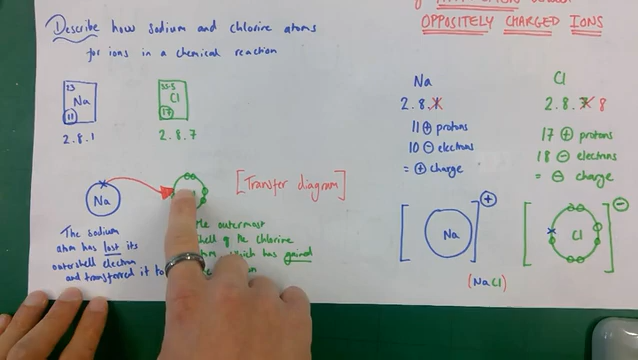 OPPOSITELY CHARGED IONS
Describe how sodium and chlorine atoms
for ions in a chemical reaction
23
Na
11
2.8.1
35.5
Cl
17
2.8.7
Na
[Transfer diagram]
The sodium
atom has lost its
outershell electron
and transferred it to
outermost
shell of the chlorine
which has gained
Na
2.8.1
11 + protons
10 - electrons
= + charge
Cl
2.8.7 8
17 + protons
18 - electrons
= - charge
[Na]+
[Cl]-
(NaCl)